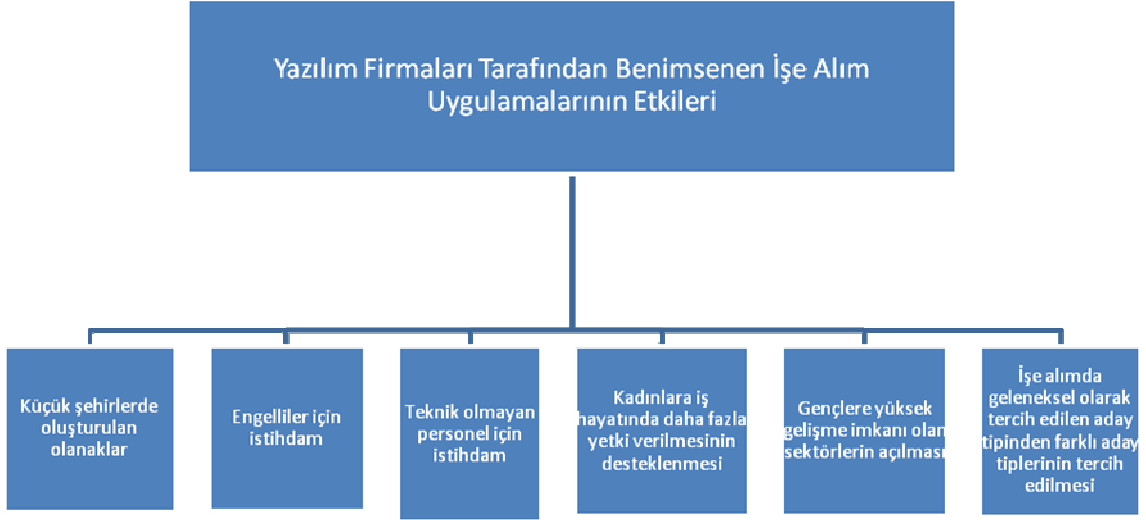 Yazılım Firmaları Tarafından Benimsenen İşe Alım
Uygulamalarının Etkileri
Küçük şehirlerde
oluşturulan
olanaklar
Engelliler için
istihdam
Teknik olmayan
personel için
istihdam
Kadınlara iş
hayatında daha fazla
yetki verilmesinin
desteklenmesi
Gençlere yüksek
gelişme imkanı olan
sektörlerin açılması
İşe alımda
geleneksel olarak
tercih edilen aday
tipinden farklı aday
tiplerinin tercih
edilmesi